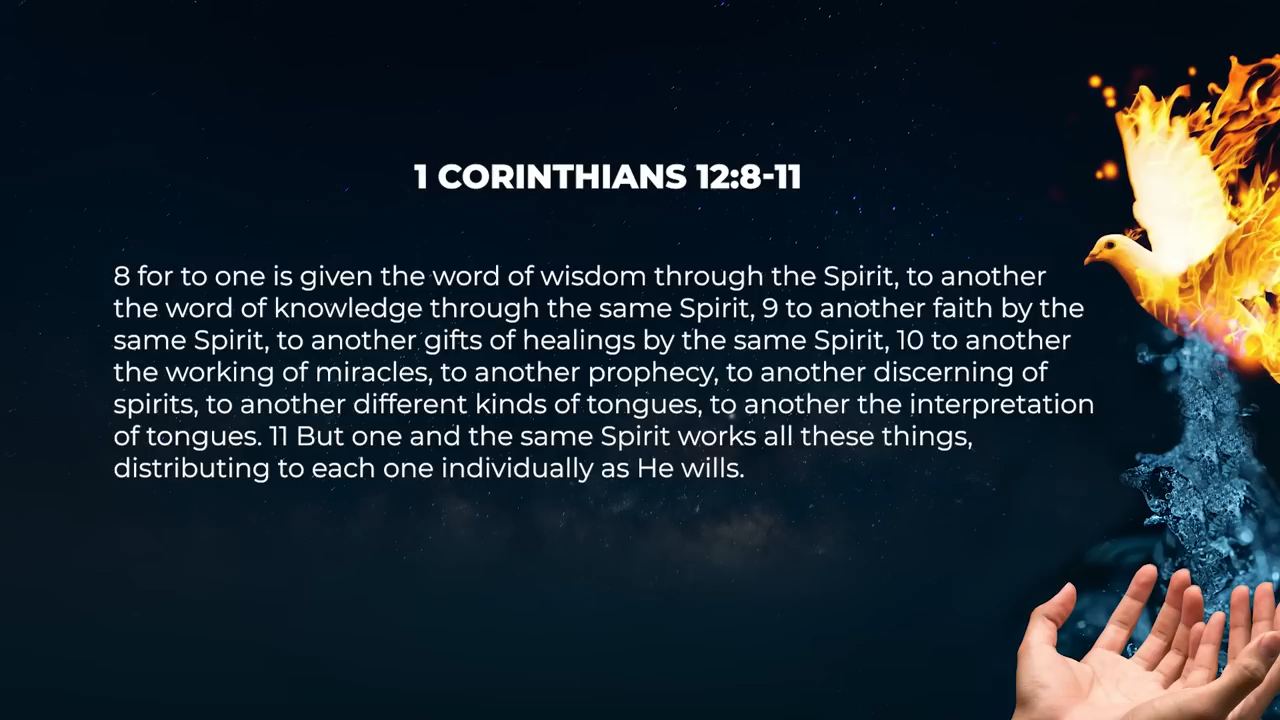 1 CORINTHIANS 12:8-11
8 for to one is given the word of wisdom through the Spirit, to another
the word of knowledge through the same Spirit, 9 to another faith by the
same Spirit, to another gifts of healings by the same Spirit, 10 to another
the working of miracles, to another prophecy, to another discerning of
spirits, to another different kinds of tongues, to another the interpretation
of tongues. 11 But one and the same Spirit works all these things,
distributing to each one individually as He wills.